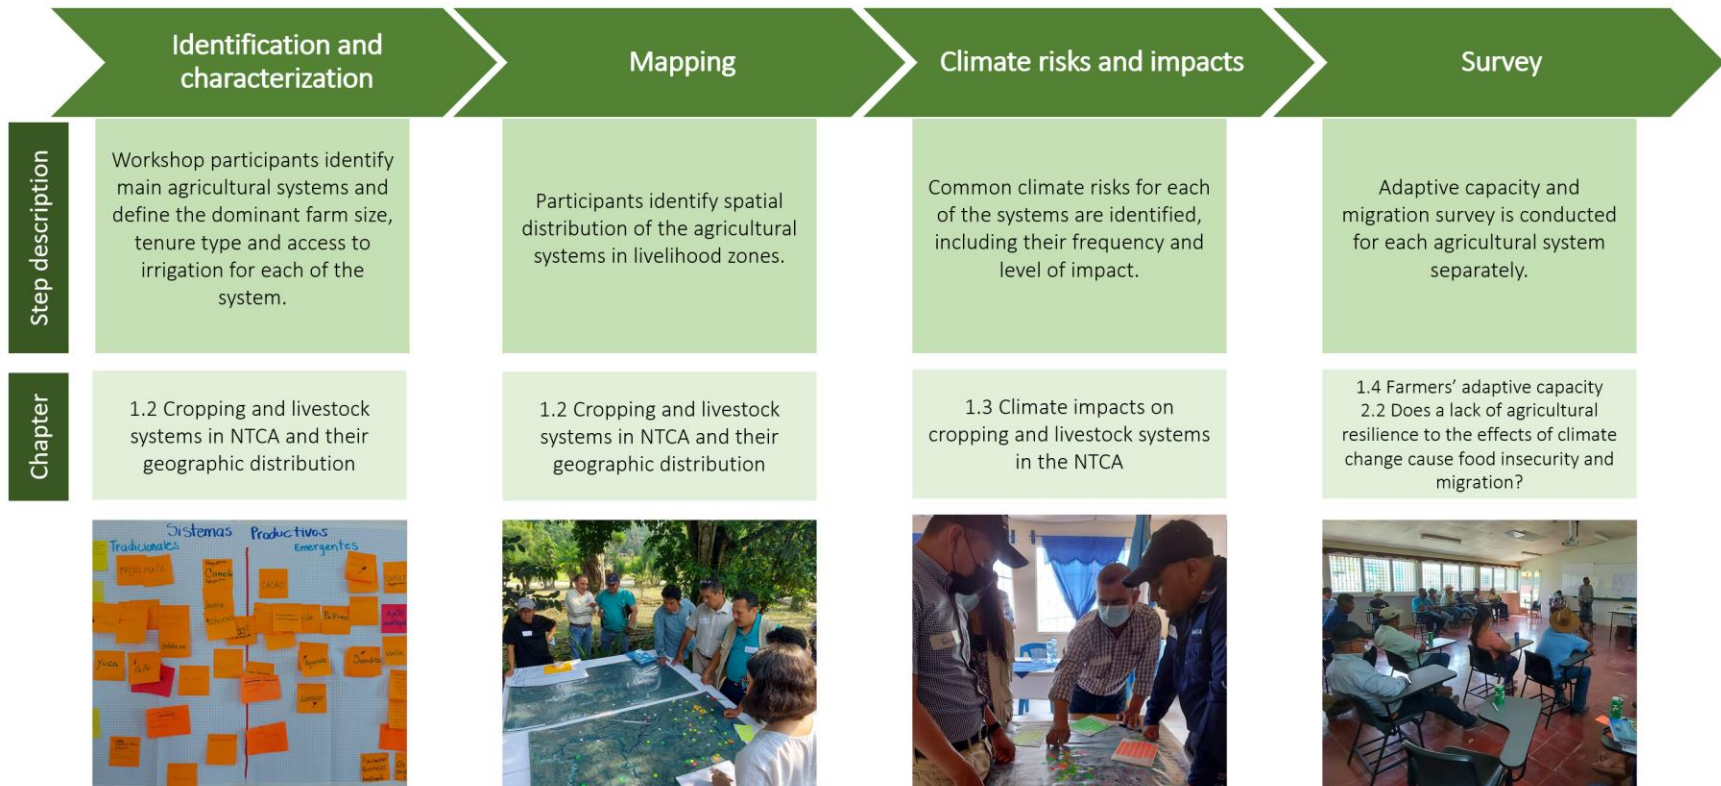 Identification and
characterization
Mapping
Climate risks and impacts
Survey
Step description
Workshop participants identify
main agricultural systems and
define the dominant farm size,
tenure type and access to
irrigation for each of the
system.
Participants identify spatial
distribution of the agricultural
systems in livelihood zones.
Common climate risks for each
of the systems are identified,
including their frequency and
level of impact.
Adaptive capacity and
migration survey is conducted
for each agricultural system
separately.
Chapter
1.2 Cropping and livestock
systems in NTCA and their
geographic distribution
1.2 Cropping and livestock
systems in NTCA and their
geographic distribution
1.3 Climate impacts on
cropping and livestock systems
in the NTCA
1.4 Farmers’ adaptive capacity
2.2 Does a lack of agricultural
resilience to the effects of climate
change cause food insecurity and
migration?
Sistemas Productivos
Tradicionales
Emergentes
CACAO
Yuca